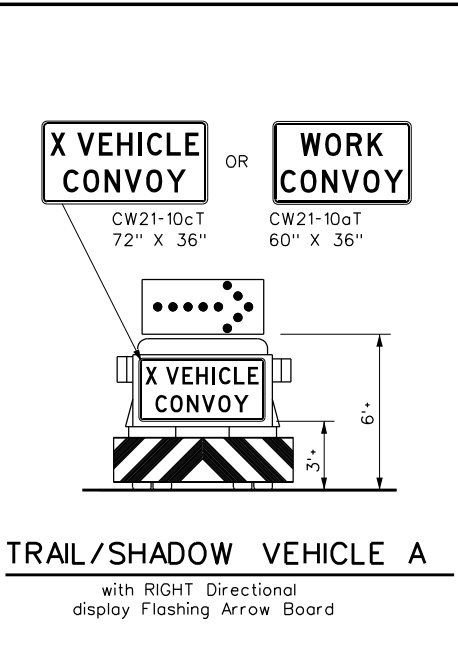 X VEHICLE
CONVOY
OR
WORK
CONVOY
CW21-10cT
72" X 36"
CW21-10aT
60" X 36"
X VEHICLE
CONVOY
6'+
3'+
TRAIL/SHADOW VEHICLE A
with RIGHT Directional
display Flashing Arrow Board